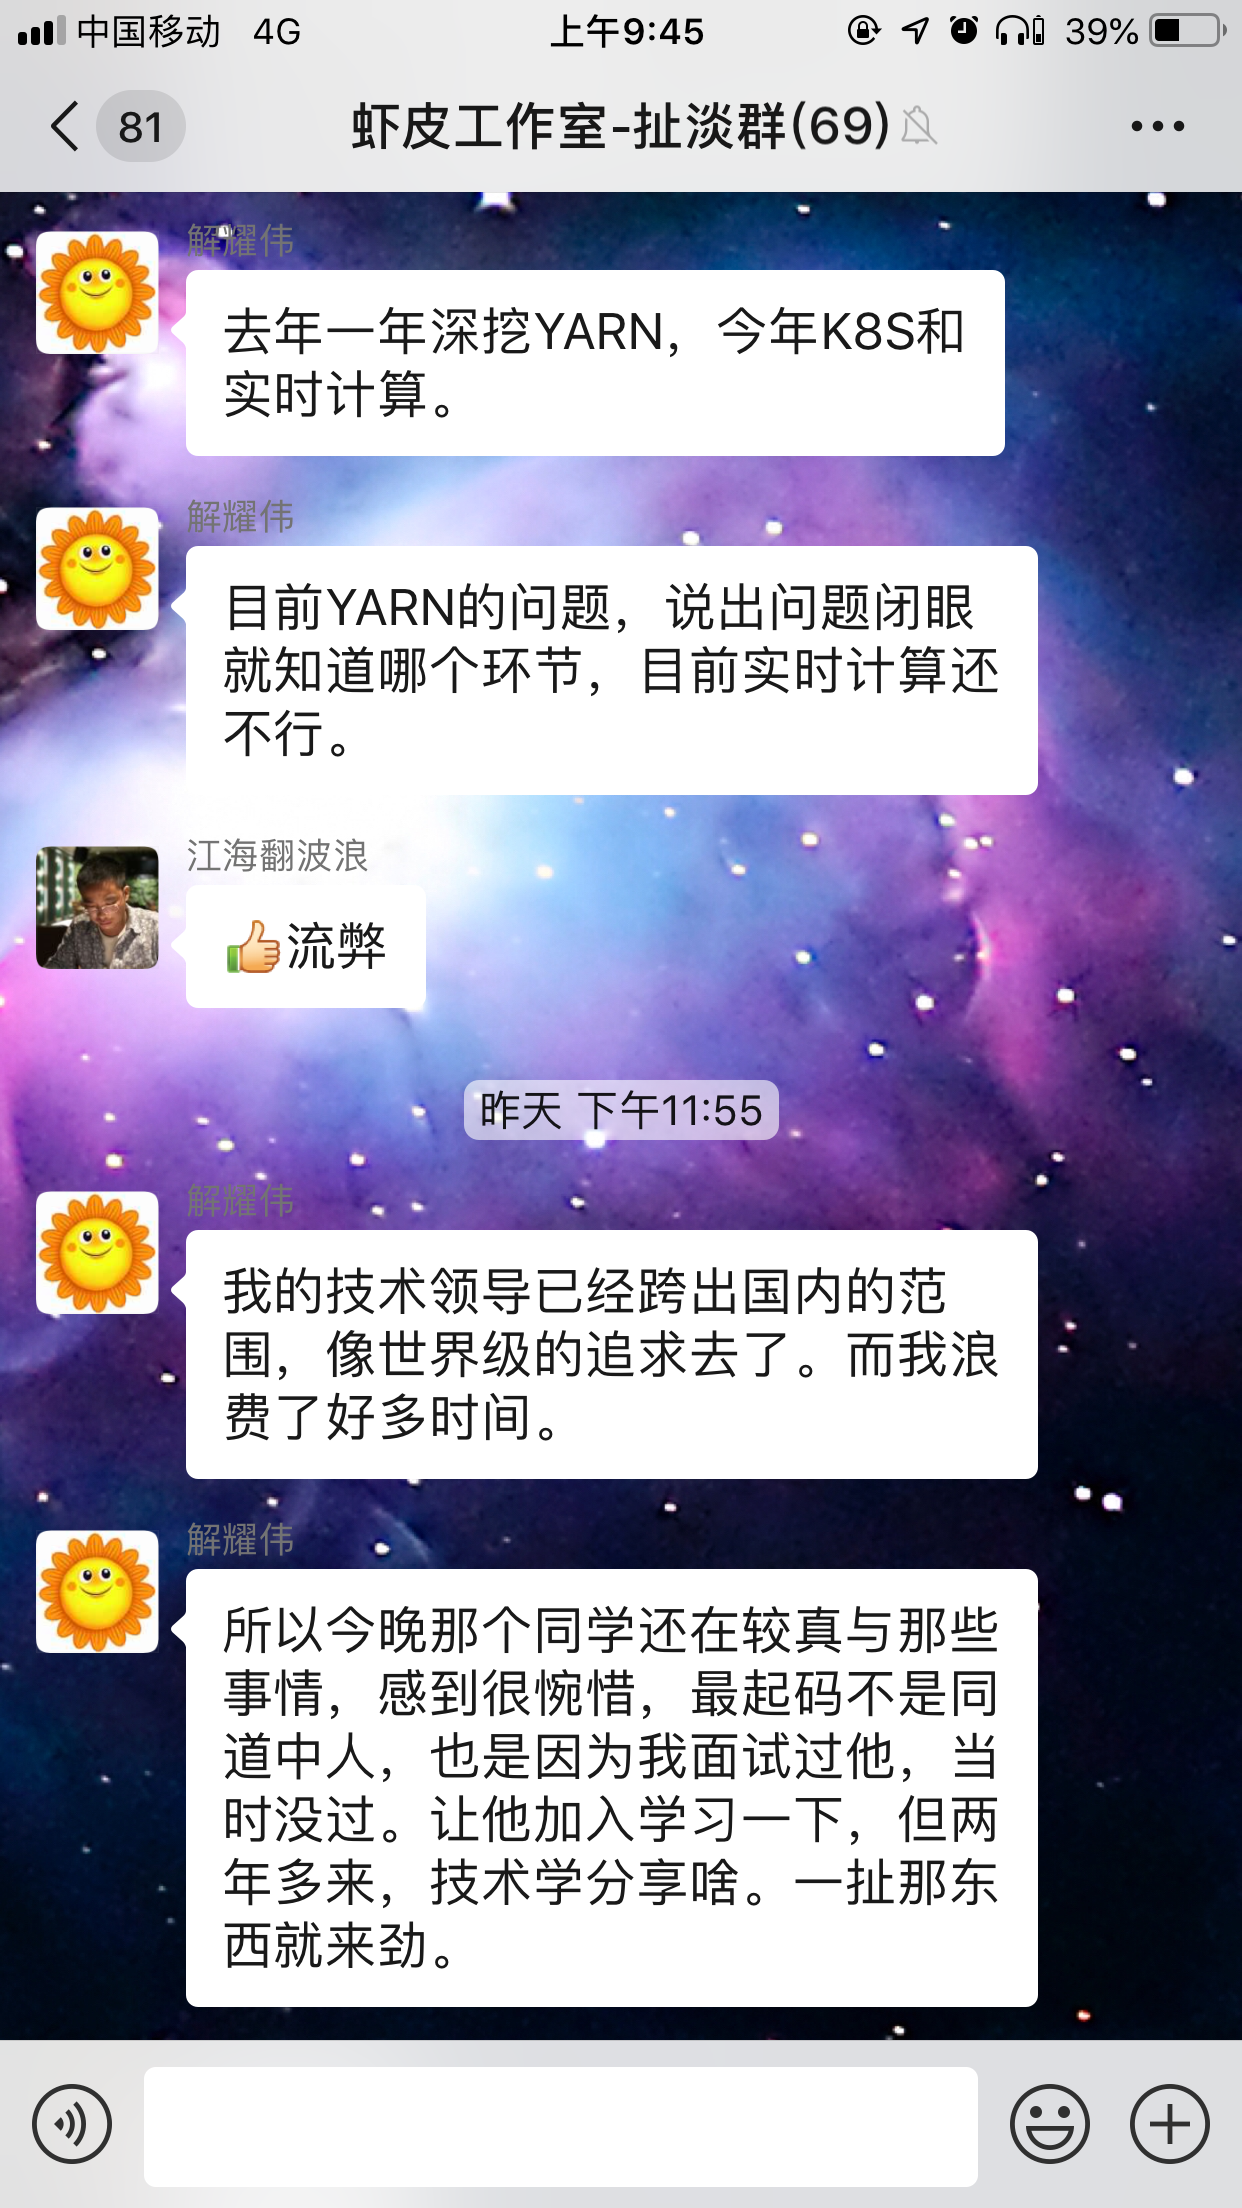 中国移动 4G 上午9:45 39%
81 虾皮工作室-扯淡群(69)
解耀伟
去年一年深挖YARN，今年K8S和
实时计算。
解耀伟
目前YARN的问题，说出问题闭眼
就知道哪个环节，目前实时计算还
不行。
江海翻波浪
👍流弊
昨天 下午11:55
解耀伟
我的技术领导已经跨出国内的范
围，像世界级的追求去了。而我浪
费了好多时间。
解耀伟
所以今晚那个同学还在较真与那些
事情，感到很惋惜，最起码不是同
道中人，也是因为我面试过他，当
时没过。让他加入学习一下，但两
年多来，技术学分享啥。一扯那东
西就来劲。